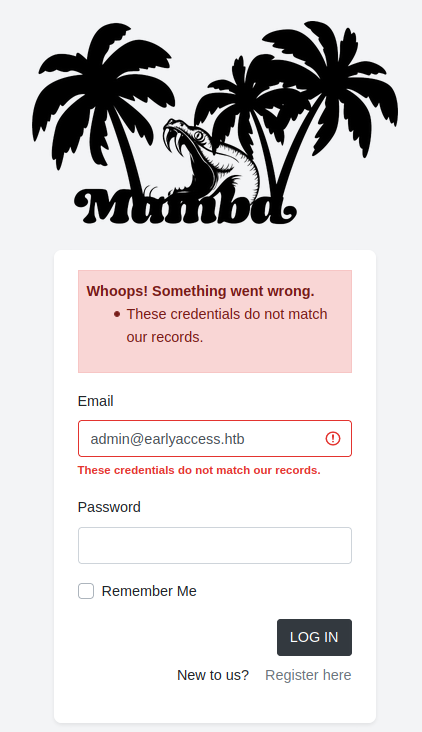 Mamba
Whoops! Something went wrong.
These credentials do not match
our records.
Email
admin@earlyaccess.htb
These credentials do not match our records.
Password
Remember Me
LOG IN
New to us? Register here